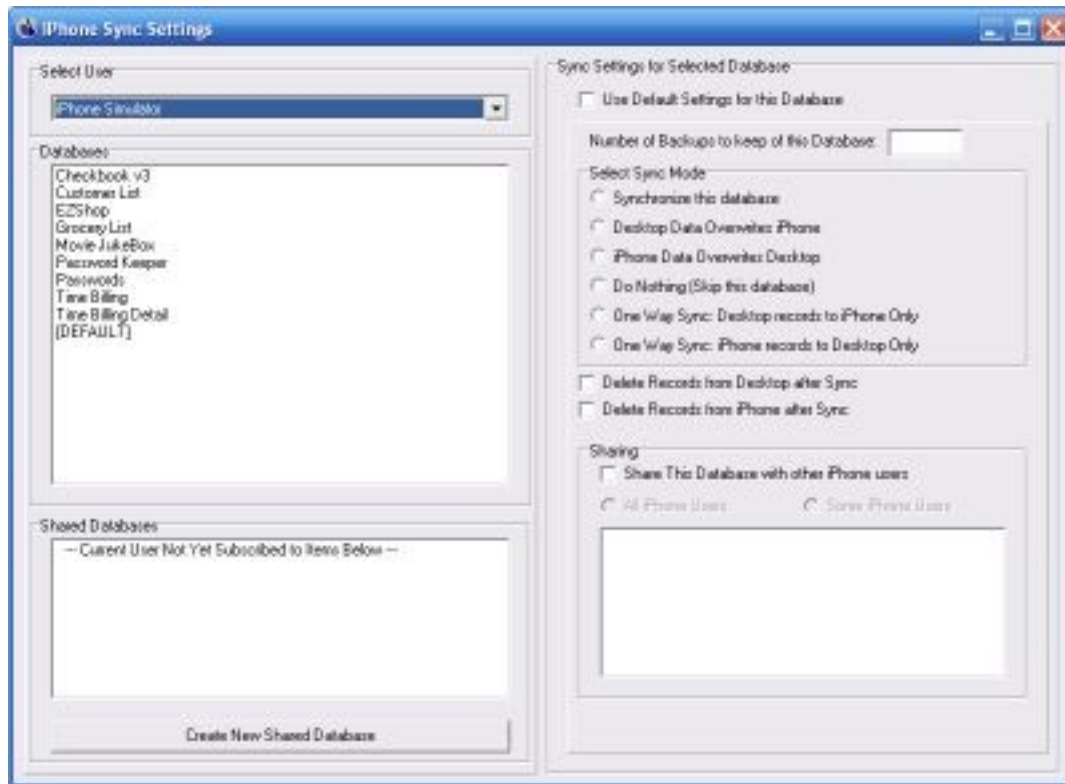 iPhone Sync Settings
Select User
iPhone Simulator
Databases
Checkbook v3
Customer List
EZShop
Grocery List
Movie JukeBox
Password Keeper
Passwords
Time Billing
Time Billing Detail
[DEFAULT]
Shared Databases
--- Current User Not Yet Subscribed to Items Below ---
Create New Shared Database
Sync Settings for Selected Database
Use Default Settings for this Database
Number of Backups to keep of this Database:
Select Sync Mode
Synchronize this database
Desktop Data Overwrites iPhone
iPhone Data Overwrites Desktop
Do Nothing (Skip this database)
One Way Sync: Desktop records to iPhone Only
One Way Sync: iPhone records to Desktop Only
Delete Records from Desktop after Sync
Delete Records from iPhone after Sync
Sharing
Share This Database with other iPhone users
All iPhone Users
Some iPhone Users